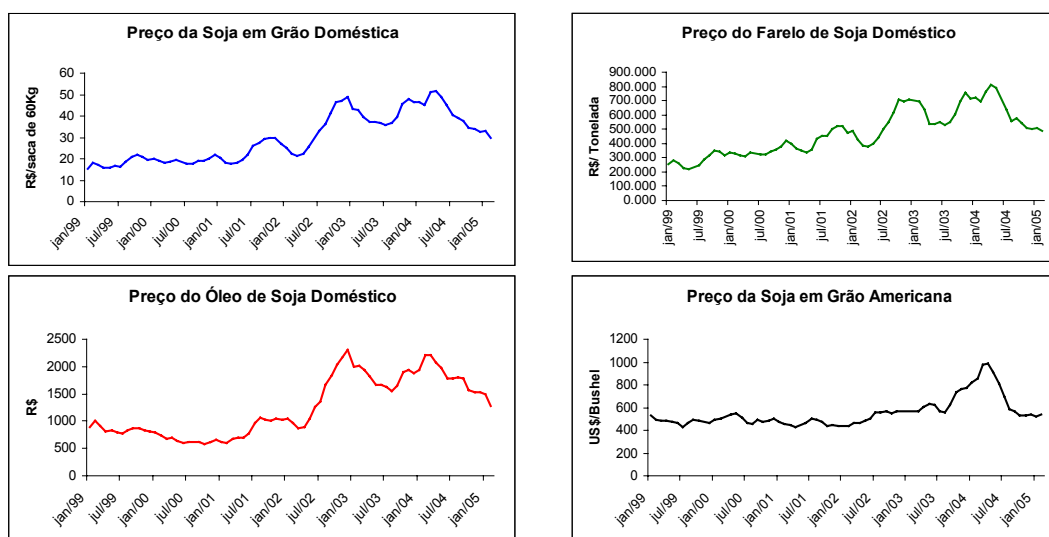 Preço da Soja em Grão Doméstica
R$/saca de 60Kg
60
50
40
30
20
10
0
jan/99
jul/99
jan/00
jul/00
jan/01
jul/01
jan/02
jul/02
jan/03
jul/03
jan/04
jul/04
jan/05
Preço do Farelo de Soja Doméstico
R$/ Tonelada
900.000
800.000
700.000
600.000
500.000
400.000
300.000
200.000
100.000
0.000
jan/99
jul/99
jan/00
jul/00
jan/01
jul/01
jan/02
jul/02
jan/03
jul/03
jan/04
jul/04
jan/05
Preço do Óleo de Soja Doméstico
R$
2500
2000
1500
1000
500
0
jan/99
jul/99
jan/00
jul/00
jan/01
jul/01
jan/02
jul/02
jan/03
jul/03
jan/04
jul/04
jan/05
Preço da Soja em Grão Americana
US$/Bushel
1200
1000
800
600
400
200
0
jan/99
jul/99
jan/00
jul/00
jan/01
jul/01
jan/02
jul/02
jan/03
jul/03
jan/04
jul/04
jan/05